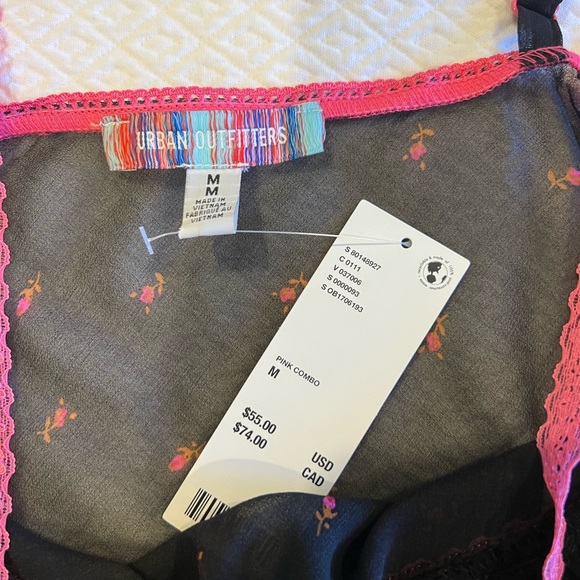 URBAN OUTFITTERS
M
M
MADE IN
VIETNAM
FABRIQUÉ AU
VIETNAM
S 80148927
C 0111
V 037006
S 0000093
S OB1706193
PINK COMBO
M
$55.00 USD
$74.00 CAD